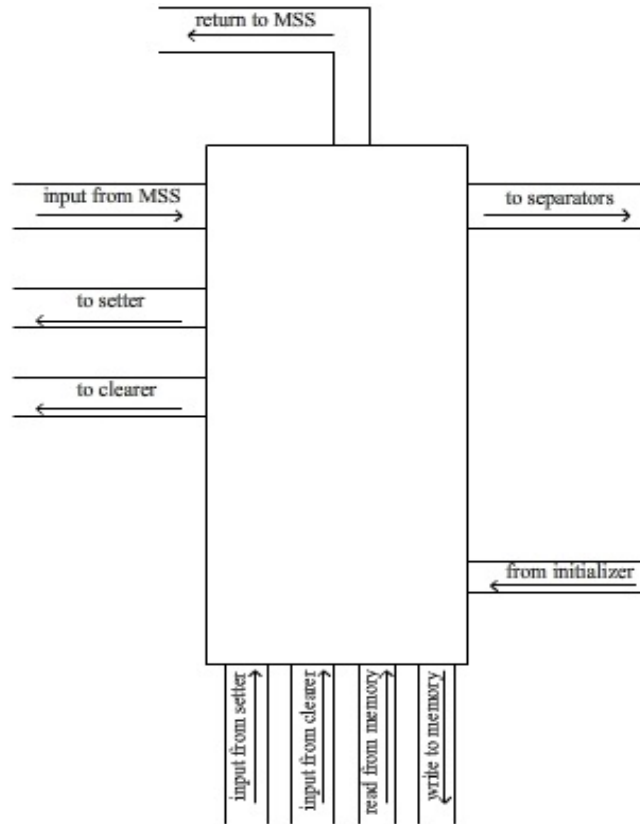 return to MSS
input from MSS
to separators
to setter
to clearer
from initializer
input from setter
input from clearer
read from memory
write to memory